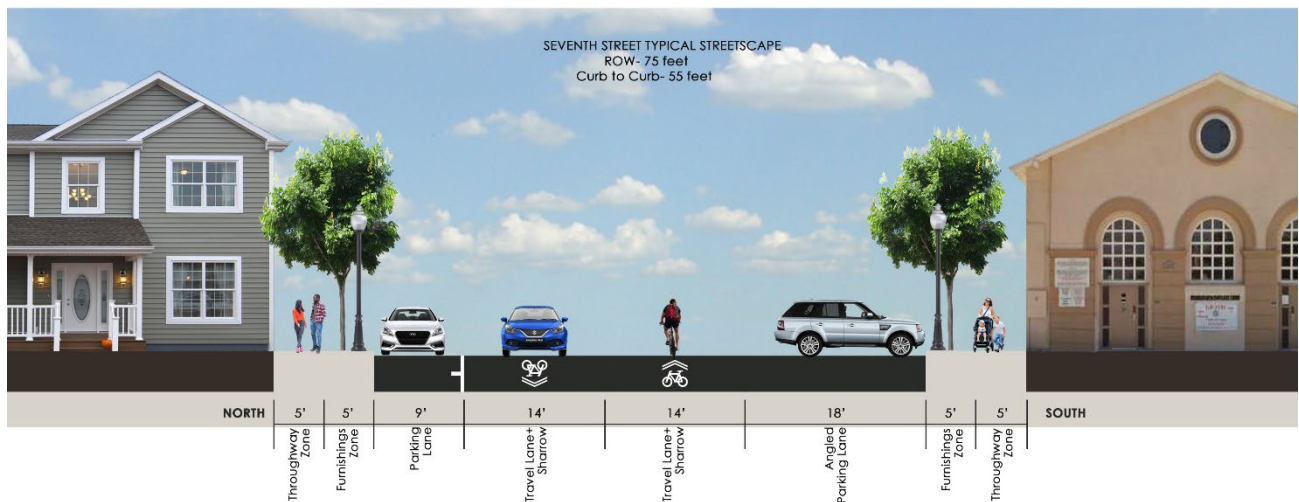 SEVENTH STREET TYPICAL STREETSCAPE
ROW- 75 feet
Curb to Curb- 55 feet
NORTH
5'
5'
9'
14'
14'
18'
5'
5'
SOUTH
Throughway
Zone
Furnishings
Zone
Parking
Lane
Travel Lane+
Sharrow
Travel Lane+
Sharrow
Angled
Parking Lane
Furnishings
Zone
Throughway
Zone